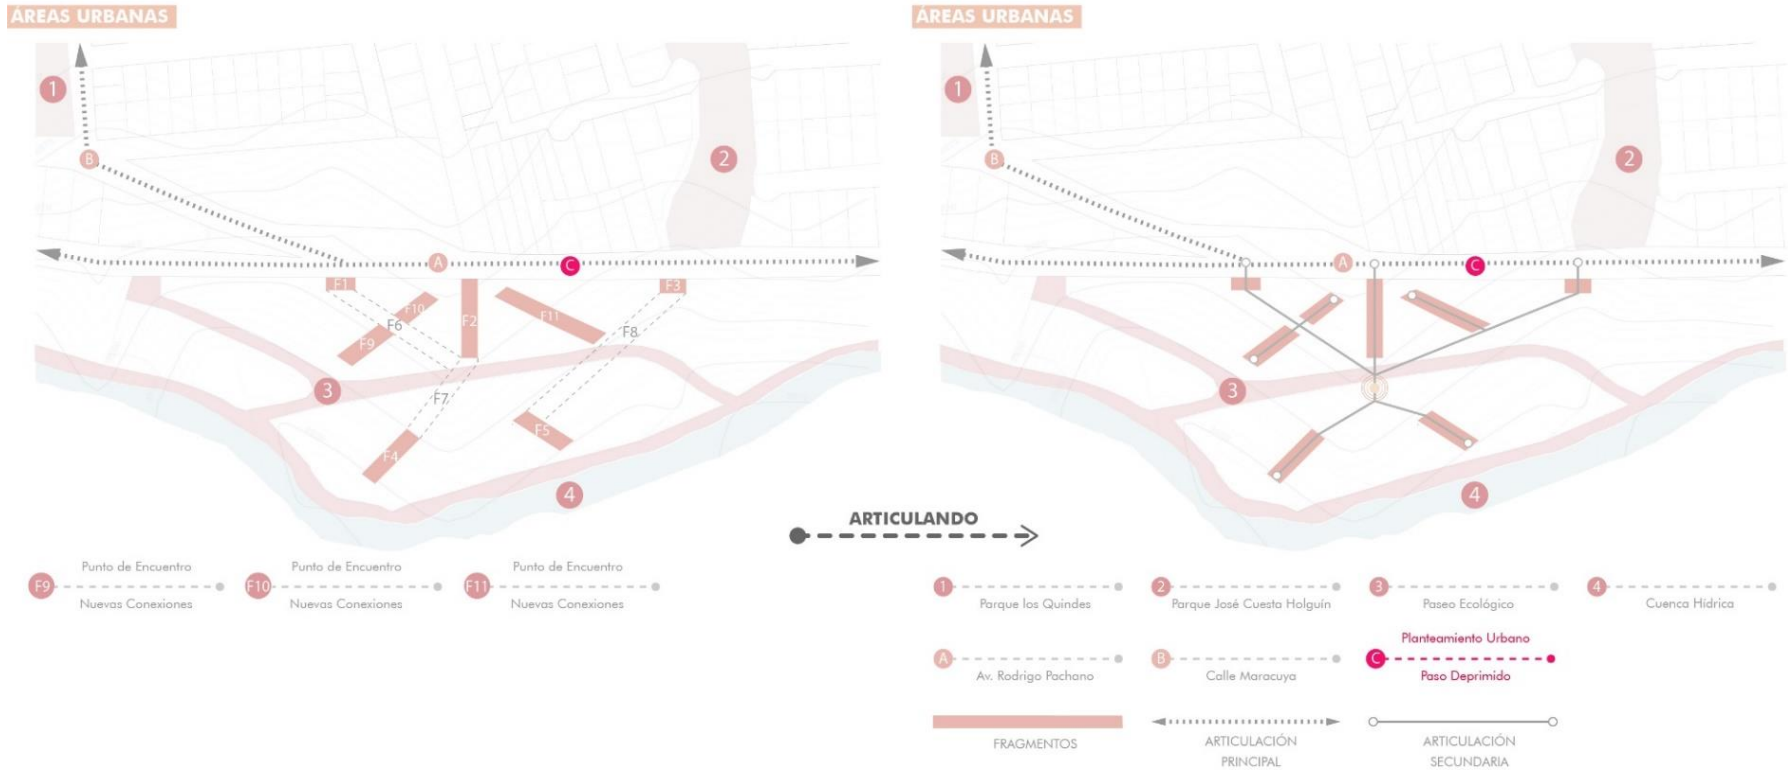 ÁREAS URBANAS
1
B
2
A
C
F1
F10
F6
F9
F2
F11
F3
F8
3
F7
F5
F4
4
Punto de Encuentro
F9
Nuevas Conexiones
Punto de Encuentro
F10
Nuevas Conexiones
Punto de Encuentro
F11
Nuevas Conexiones
ARTICULANDO
ÁREAS URBANAS
1
B
2
A
C
3
4
1
Parque los Quindes
2
Parque José Cuesta Holguín
3
Paseo Ecológico
4
Cuenca Hídrica
A
Av. Rodrigo Pachano
B
Calle Maracuya
Planteamiento Urbano
C
Paso Deprimido
FRAGMENTOS
ARTICULACIÓN
PRINCIPAL
ARTICULACIÓN
SECUNDARIA